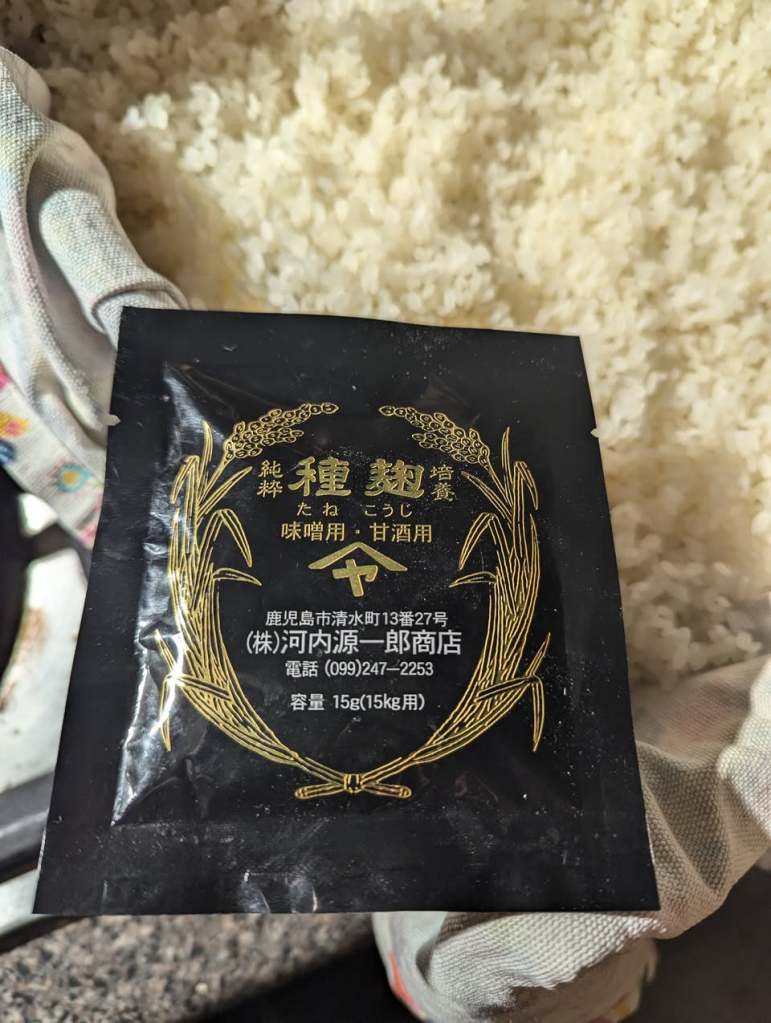 純粋 種麹 培養
たね こうじ
味噌用・甘酒用
ヤ
鹿児島市清水町13番27号
(株)河内源一郎商店
電話 (099)247-2253
容量 15g(15kg用)